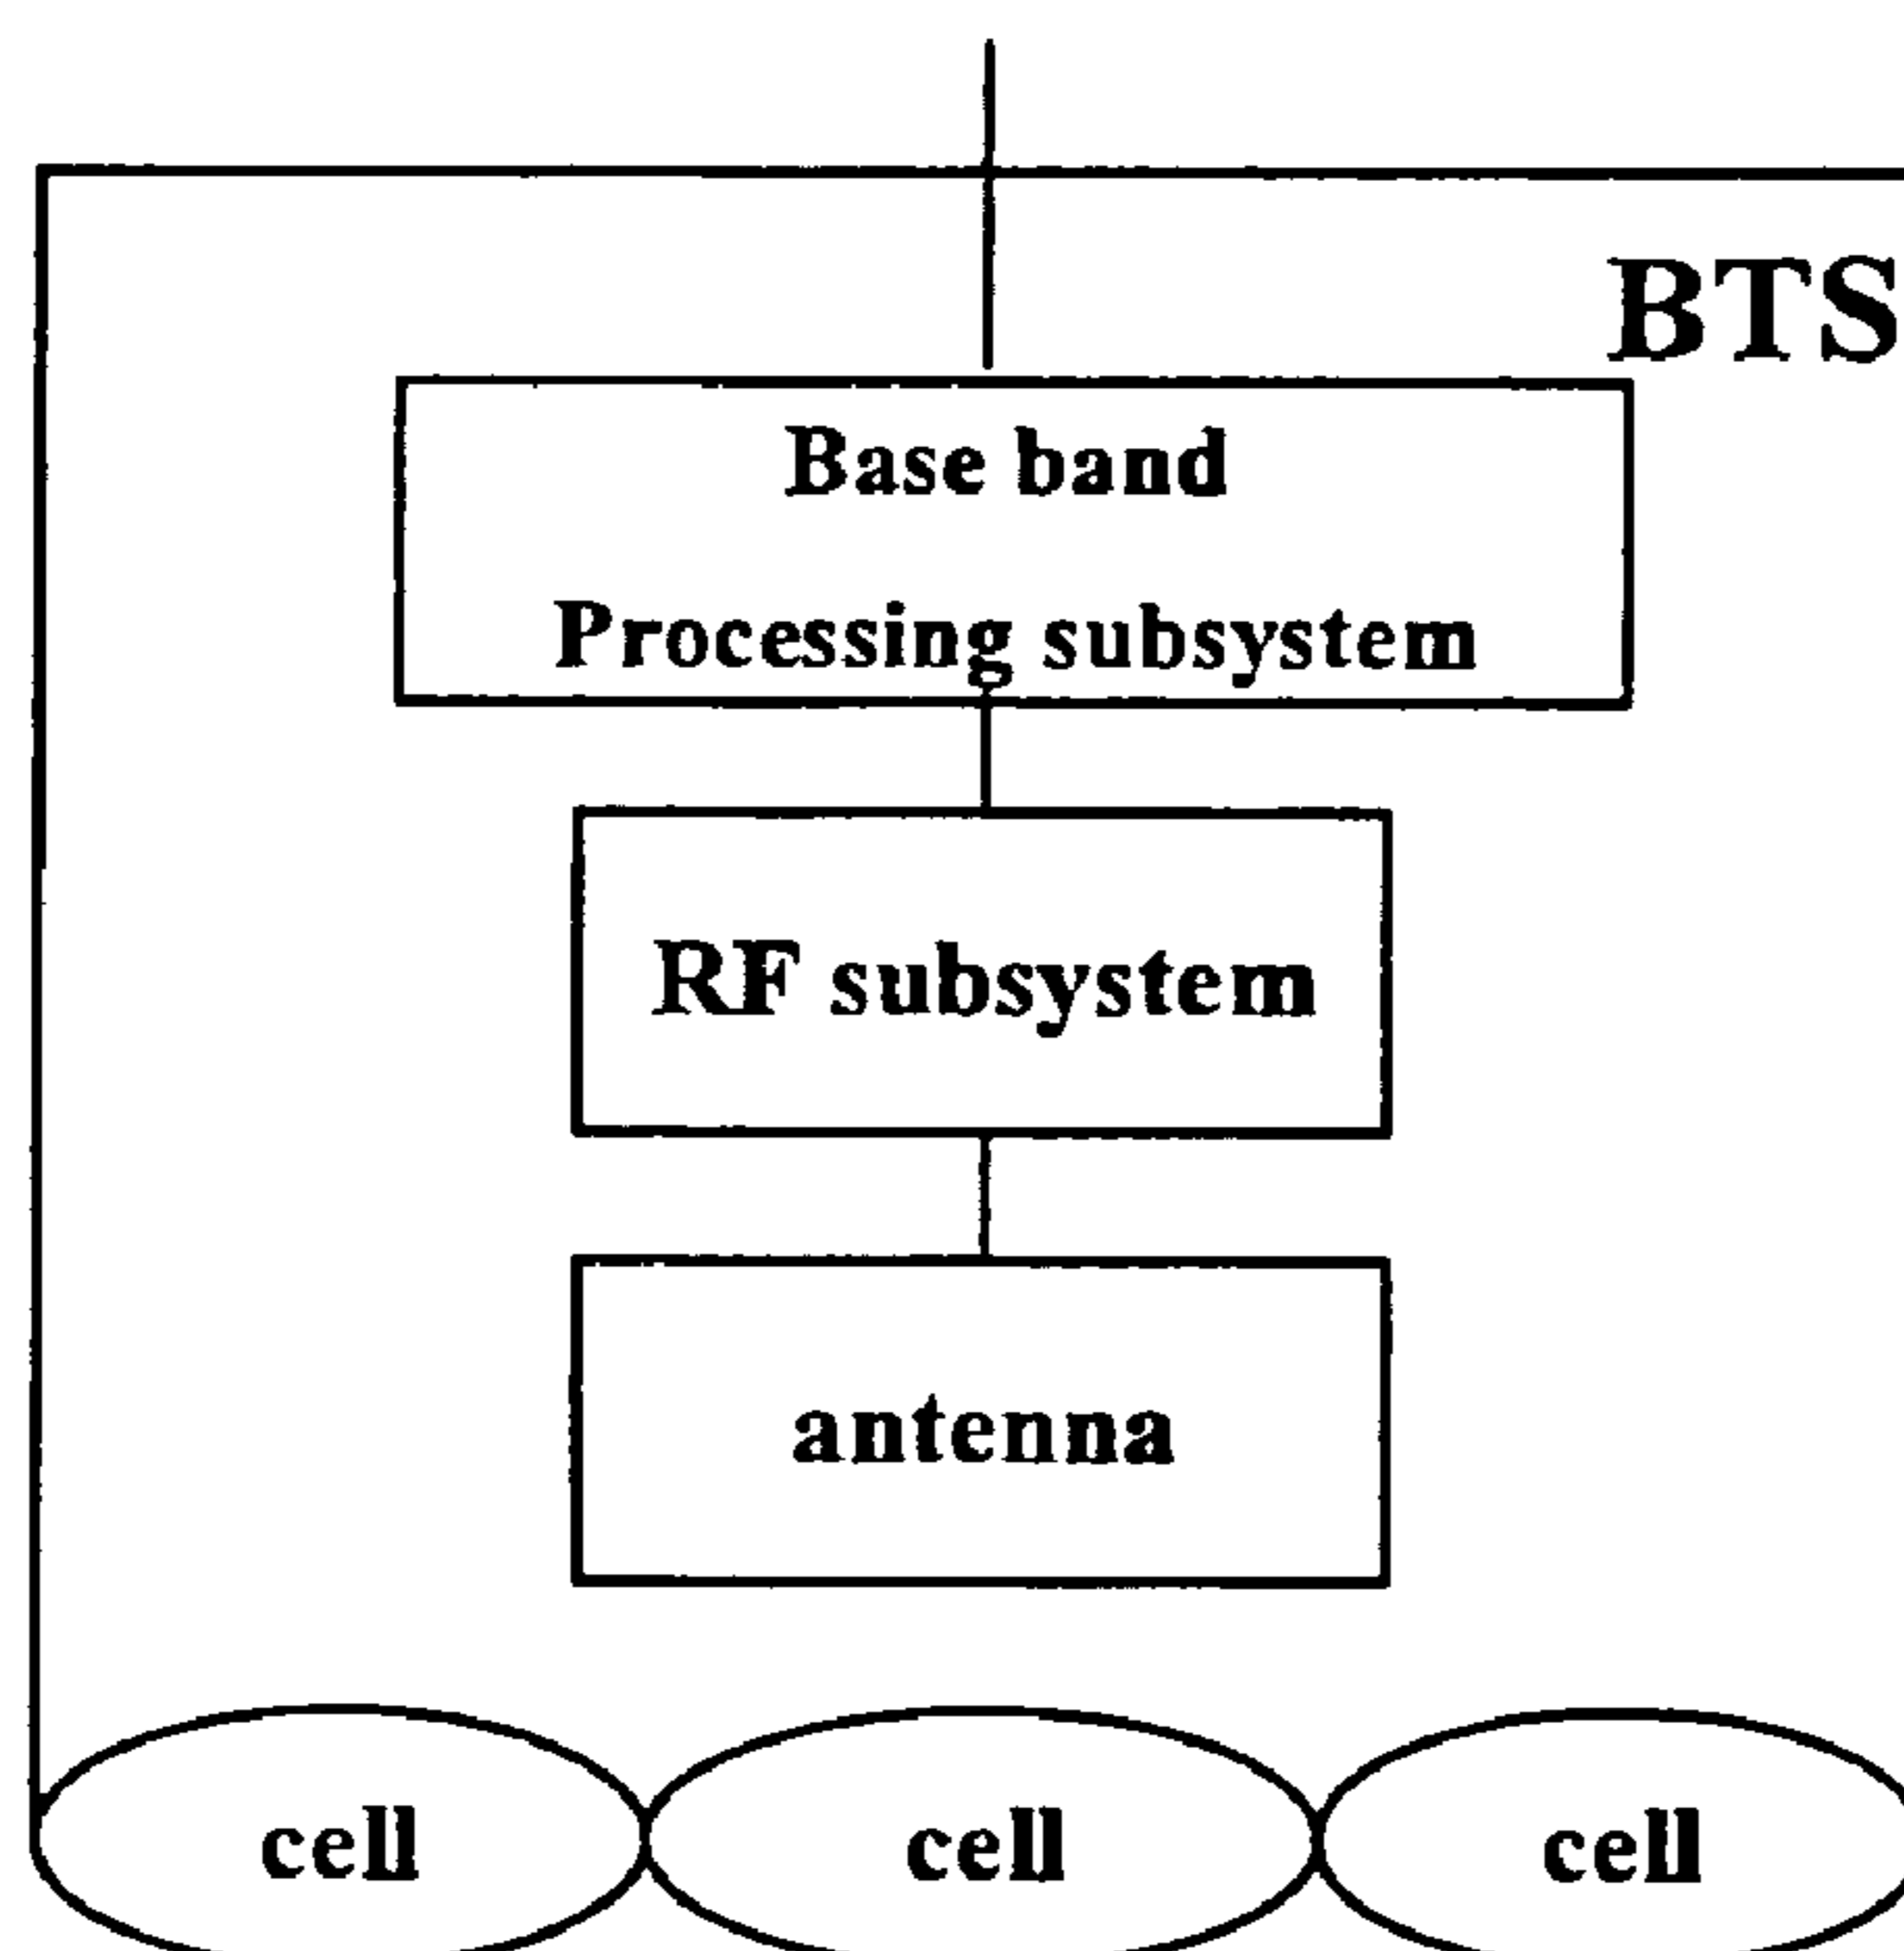 BTS
Base band
Processing subsystem
RF subsystem
antenna
cell cell cell